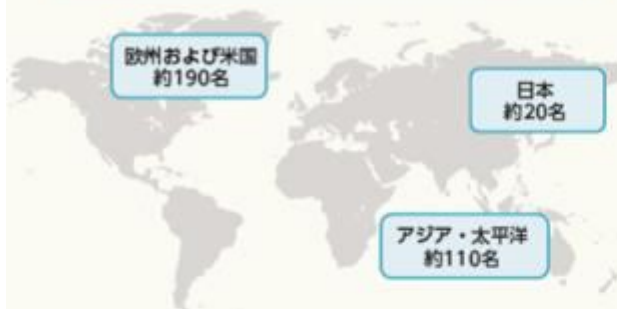 欧州および米国
約190名
日本
約20名
アジア・太平洋
約110名